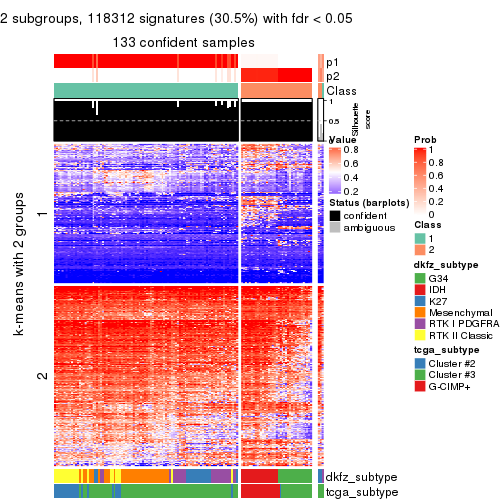 2 subgroups, 118312 signatures (30.5%) with fdr < 0.05
133 confident samples
p1
p2
Class
1
0.5
0
Silhouette
score
k-means with 2 groups
1
2
dkfz_subtype
tcga_subtype
Value
0.8
0.6
0.4
0.2
Status (barplots)
confident
ambiguous
Prob
1
0.8
0.6
0.4
0.2
0
Class
1
2
dkfz_subtype
G34
IDH
K27
Mesenchymal
RTK I PDGFRA
RTK II Classic
tcga_subtype
Cluster #2
Cluster #3
G-CIMP+